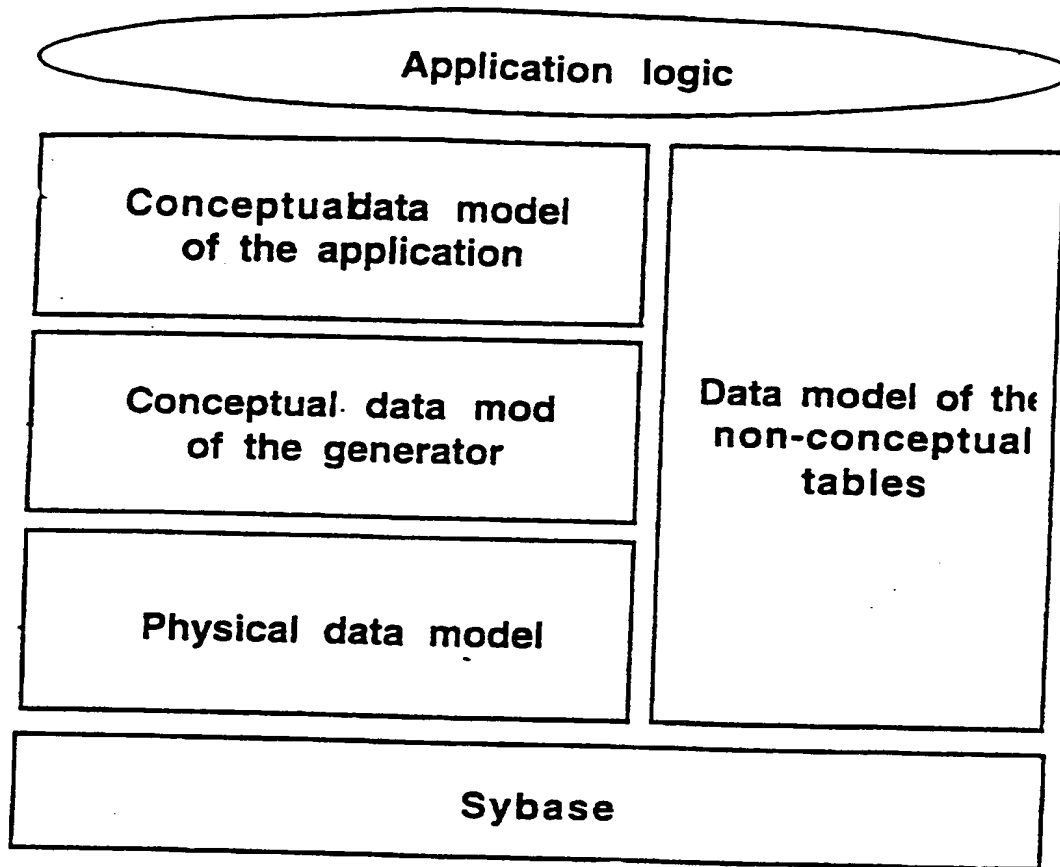 Application logic
Conceptualdata model
of the application
Conceptual data mod
of the generator
Physical data model
Data model of the
non-conceptual
tables
Sybase